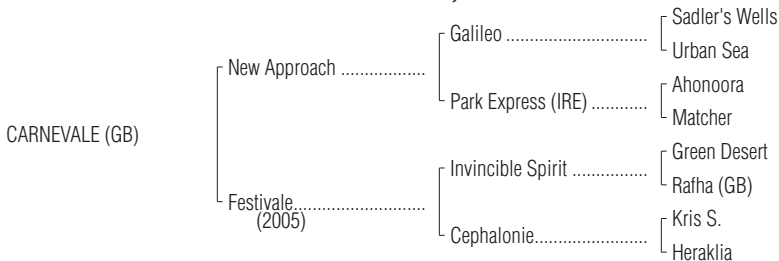 Sadler's Wells
Galileo ..............................
Urban Sea
New Approach ..................
Ahonoora
Park Express (IRE) ............
Matcher
CARNEVALE (GB)
Green Desert
Invincible Spirit ................
Rafha (GB)
Festivale............................
(2005)
Kris S.
Cephalonie........................
Heraklia